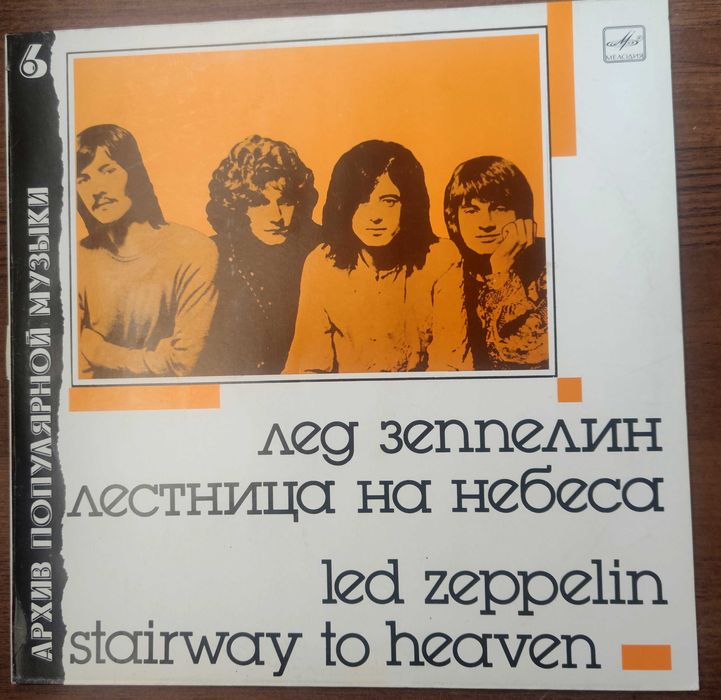 6
АРХИВ ПОПУЛЯРНОЙ МУЗЫКИ
МЕЛОДИЯ
лед зеппелин
лестница на небеса
led zeppelin
stairway to heaven